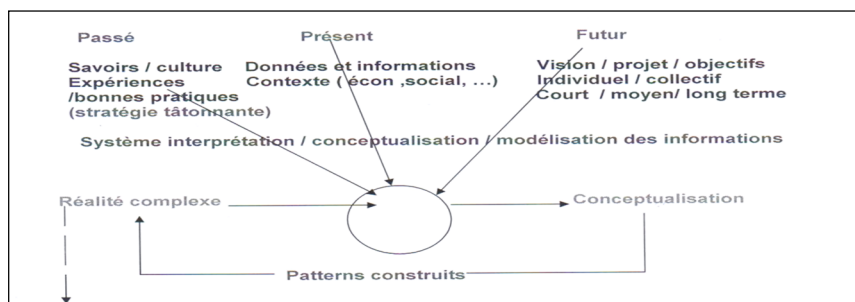 Passé Présent Futur
Savoirs / culture Données et informations Vision / projet / objectifs
Expériences Contexte ( écon ,social, …) Individuel / collectif
/bonnes pratiques Court / moyen/ long terme
(stratégie tâtonnante)
Système interprétation / conceptualisation / modélisation des informations
Réalité complexe Conceptualisation
Patterns construits